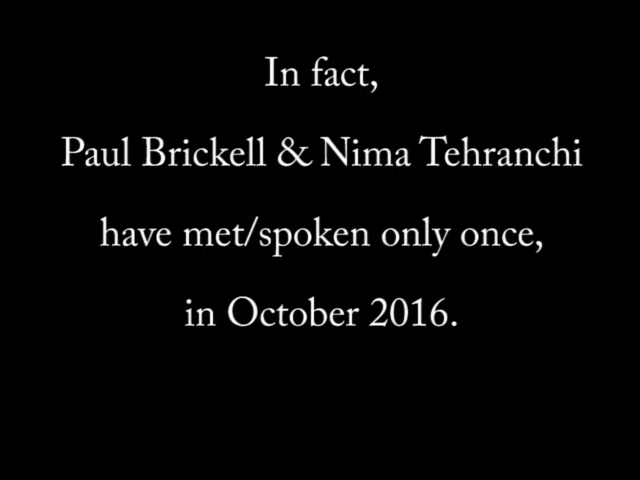 In fact,
Paul Brickell & Nima Tehranchi
have met/spoken only once,
in October 2016.